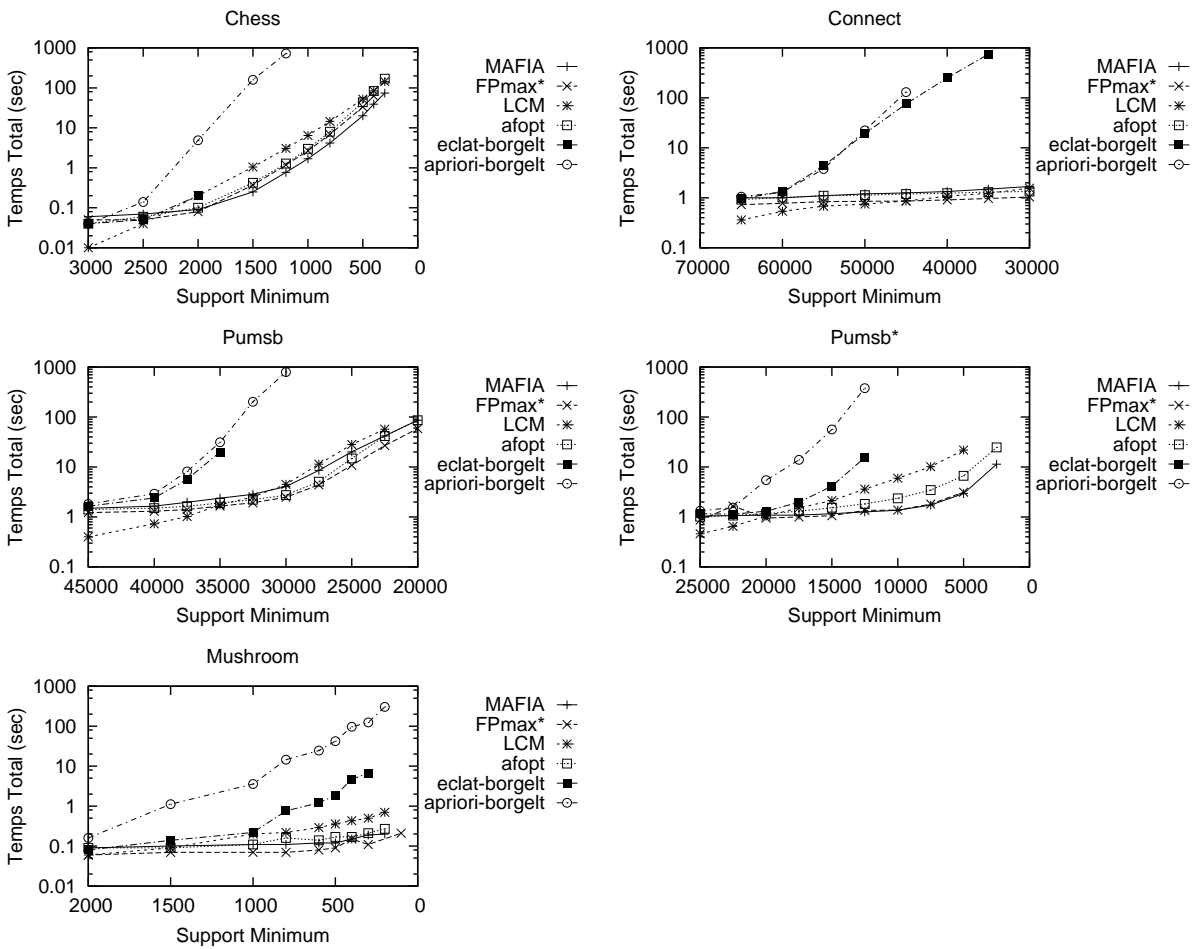 Chess
Temps Total (sec)
1000
100
10
1
0.1
0.01
3000 2500 2000 1500 1000 500 0
Support Minimum
MAFIA
FPmax*
LCM
afopt
eclat-borgelt
apriori-borgelt
Connect
Temps Total (sec)
1000
100
10
1
0.1
70000 60000 50000 40000 30000
Support Minimum
MAFIA
FPmax*
LCM
afopt
eclat-borgelt
apriori-borgelt
Pumsb
Temps Total (sec)
1000
100
10
1
0.1
45000 40000 35000 30000 25000 20000
Support Minimum
MAFIA
FPmax*
LCM
afopt
eclat-borgelt
apriori-borgelt
Pumsb*
Temps Total (sec)
1000
100
10
1
0.1
25000 20000 15000 10000 5000 0
Support Minimum
MAFIA
FPmax*
LCM
afopt
eclat-borgelt
apriori-borgelt
Mushroom
Temps Total (sec)
1000
100
10
1
0.1
0.01
2000 1500 1000 500 0
Support Minimum
MAFIA
FPmax*
LCM
afopt
eclat-borgelt
apriori-borgelt